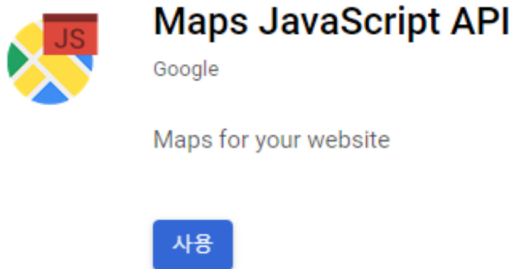 JS
Maps JavaScript API
Google
Maps for your website
사용